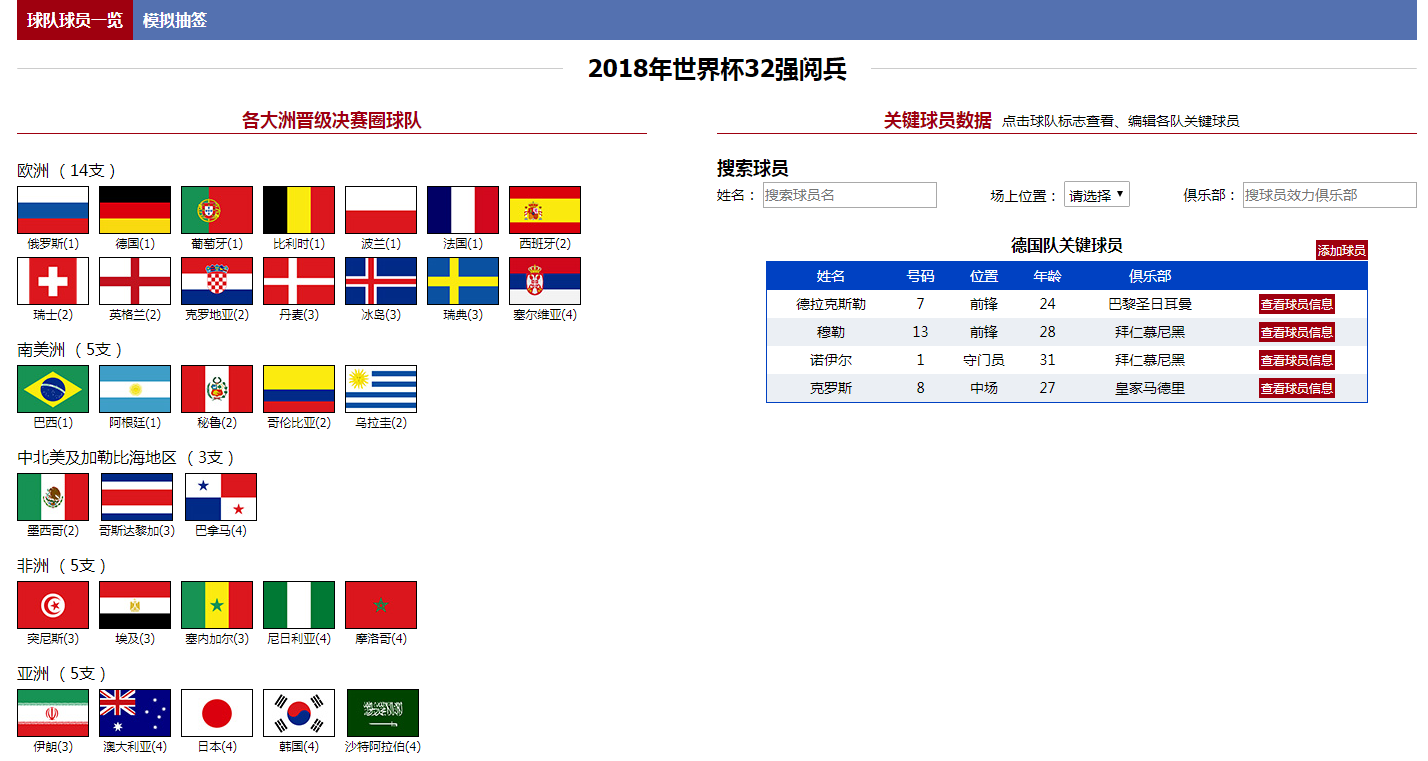 球队球员一览 模拟抽签
2018年世界杯32强阅兵
各大洲晋级决赛圈球队
欧洲（14支）
俄罗斯(1) 德国(1) 葡萄牙(1) 比利时(1) 波兰(1) 法国(1) 西班牙(2)
瑞士(2) 英格兰(2) 克罗地亚(2) 丹麦(3) 冰岛(3) 瑞典(3) 塞尔维亚(4)
南美洲（5支）
巴西(1) 阿根廷(1) 秘鲁(2) 哥伦比亚(2) 乌拉圭(2)
中北美及加勒比海地区（3支）
墨西哥(2) 哥斯达黎加(3) 巴拿马(4)
非洲（5支）
突尼斯(3) 埃及(3) 塞内加尔(3) 尼日利亚(4) 摩洛哥(4)
亚洲（5支）
伊朗(3) 澳大利亚(4) 日本(4) 韩国(4) 沙特阿拉伯(4)
关键球员数据 点击球队标志查看、编辑各队关键球员
搜索球员
姓名： 搜索球员名 场上位置： 请选择 俱乐部： 搜球员效力俱乐部
德国队关键球员 添加球员
姓名 号码 位置 年龄 俱乐部
德拉克斯勒 7 前锋 24 巴黎圣日耳曼 查看球员信息
穆勒 13 前锋 28 拜仁慕尼黑 查看球员信息
诺伊尔 1 守门员 31 拜仁慕尼黑 查看球员信息
克罗斯 8 中场 27 皇家马德里 查看球员信息